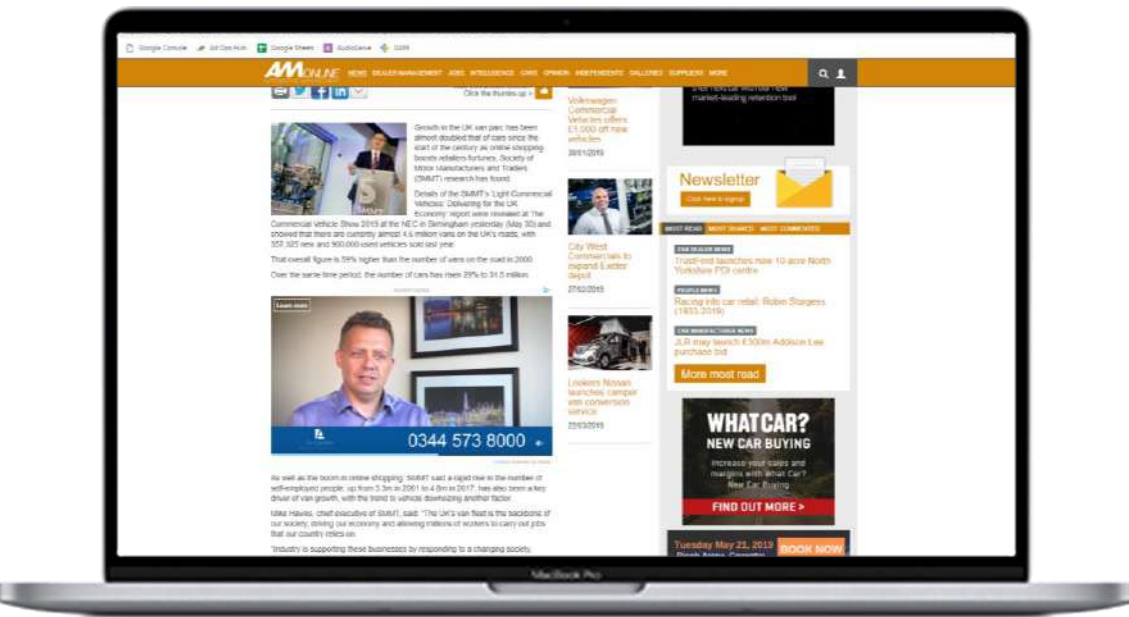 Google Console Ad Ops Hub Google Sheets AudioServe
AM ONLINE NEWS DEALER MANAGEMENT JOBS INTELLIGENCE CARS OPINION INDEPENDENTS GALLERIES SUPPLIERS MORE
Click the thumbs up >
Growth in the UK van parc has been
almost doubled that of cars since the
start of the century as online shopping
boosts retailers fortunes, Society of
Motor Manufacturers and Traders
(SMMT) research has found.
Details of the SMMT's 'Light Commercial
Vehicles: Delivering for the UK
Economy' report were revealed at The
Commercial Vehicle Show 2019 at the NEC in Birmingham yesterday (May 30) and
showed that there are currently almost 4.6 million vans on the UK's roads, with
357,325 new and 900,000 used vehicles sold last year.
That overall figure is 59% higher than the number of vans on the road in 2000.
Over the same time period, the number of cars has risen 29% to 31.5 million.
ADVERTISING
Learn more
0344 573 8000
As well as the boom in online shopping, SMMT said a rapid rise in the number of
self-employed people, up from 3.3m in 2001 to 4.8m in 2017, has also been a key
driver of van growth, with the trend to vehicle downsizing another factor.
Mike Hawes, chief executive of SMMT, said: "The UK's van fleet is the backbone of
our society, driving our economy and allowing millions of workers to carry out jobs
that our country relies on.
"Industry is supporting these businesses by responding to a changing society,
Volkswagen
Commercial
Vehicles offers
£1,000 off new
vehicles
City West
Commercials to
expand Exeter
depot
27/02/2019
Lookers Nissan
launches camper
van conversion
service
22/03/2019
market-leading retention tool
Newsletter
Click here to signup
MOST READ MOST SHARED MOST COMMENTED
CAR DEALER NEWS
TrustFord launches new 10-acre North
Yorkshire PDI centre
PEOPLE NEWS
Racing into car retail: Robin Sturgess
(1933-2019)
CAR MANUFACTURER NEWS
JLR may launch £300m Addison Lee
purchase bid
More most read
WHAT CAR?
NEW CAR BUYING
Increase your sales and
margins with What Car?
New Car Buying
FIND OUT MORE >
Tuesday May 21, 2019
BOOK NOW
MacBook Pro